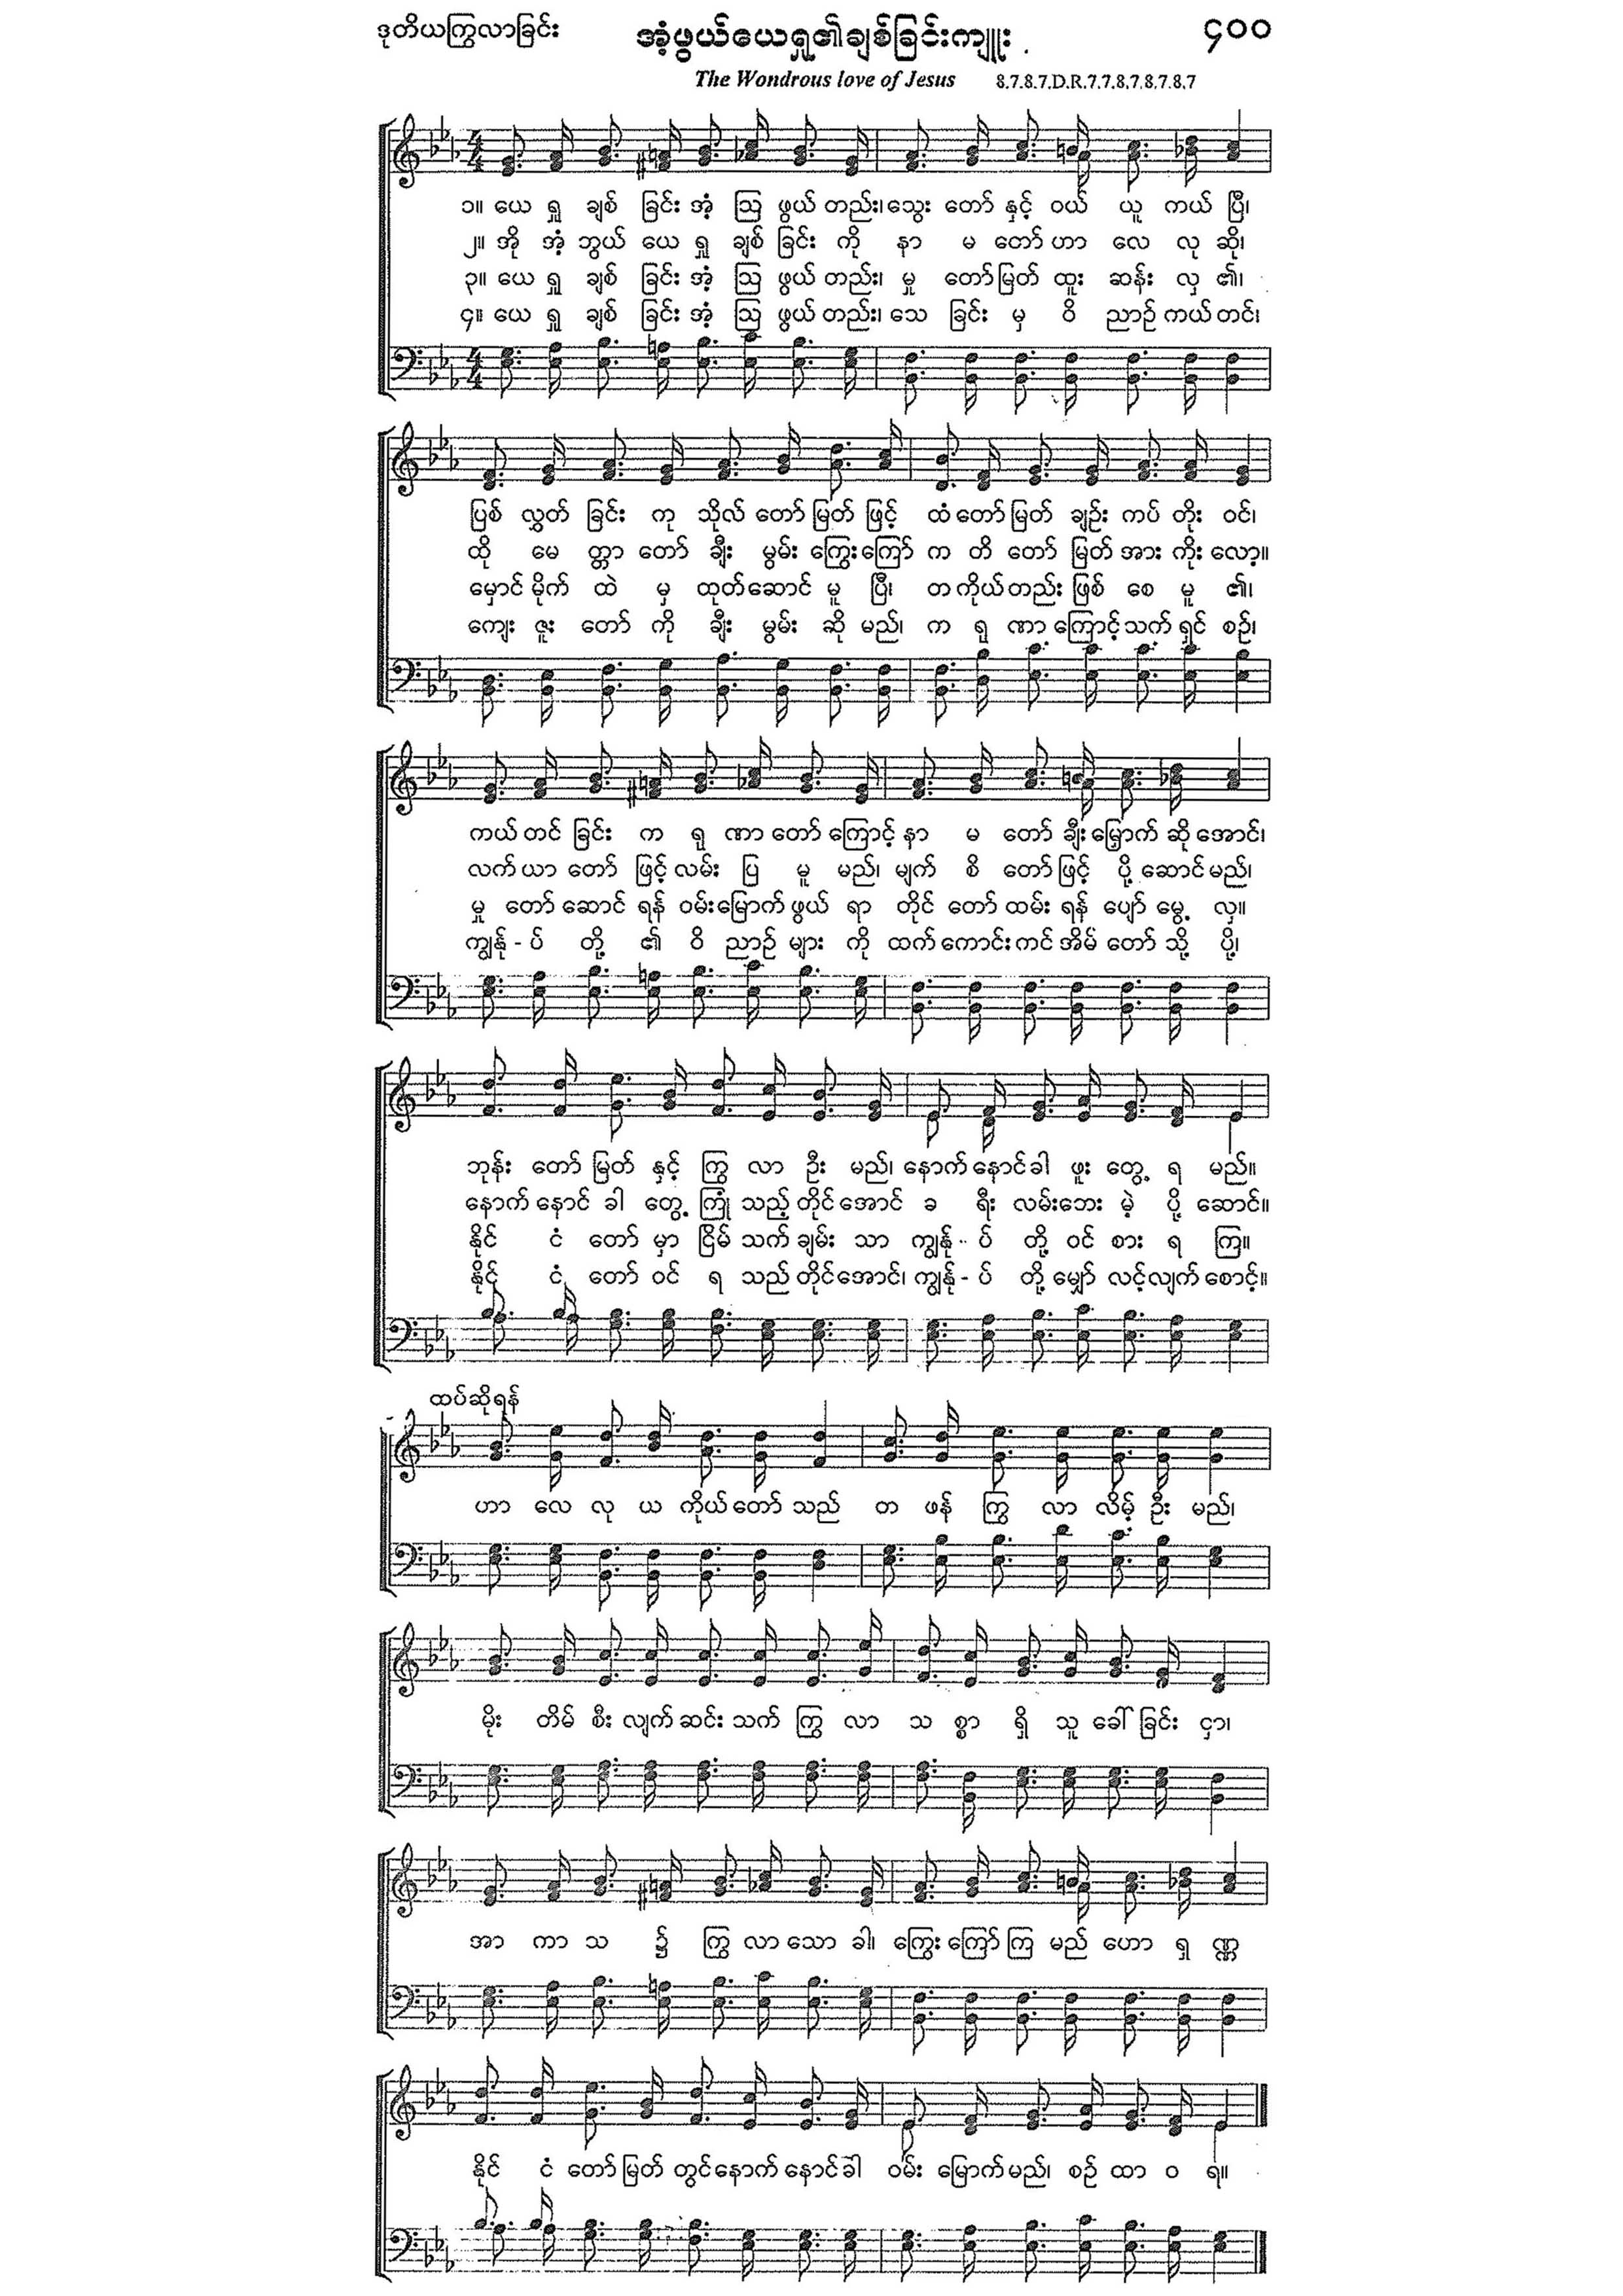 ဒုတိယကြွလာခြင်း
အံ့ဖွယ်ယေရှု၏ချစ်ခြင်းကျူး
၄၀၀
The Wondrous love of Jesus 8.7.8.7.D.R.7.7.8.7.8.7.8.7
၁။ ယေ ရှု ချစ် ခြင်း အံ့ ဩ ဖွယ် တည်း၊ သွေး တော် နှင့် ဝယ် ယူ ကယ် ပြီ၊
၂။ အို အံ့ ဘွယ် ယေ ရှု ချစ် ခြင်း ကို နာ မ တော် ဟာ လေ လု ဆို၊
၃။ ယေ ရှု ချစ် ခြင်း အံ့ ဩ ဖွယ် တည်း၊ မှု တော် မြတ် ထူး ဆန်း လှ ၏၊
၄။ ယေ ရှု ချစ် ခြင်း အံ့ ဩ ဖွယ် တည်း၊ သေ ခြင်း မှ ဝိ ညာဉ် ကယ် တင်၊
ပြစ် လွှတ် ခြင်း ကု သိုလ် တော် မြတ် ဖြင့် ထံ တော် မြတ် ချဉ်း ကပ် တိုး ဝင်၊
ထို မေ တ္တာ တော် ချီး မွမ်း ကြွေး ကြော် က တိ တော် မြတ် အား ကိုး လော့။
မှောင် မိုက် ထဲ မှ ထုတ် ဆောင် မူ ပြီ၊ တ ကိုယ် တည်း ဖြစ် စေ မူ ၏၊
ကျေး ဇူး တော် ကို ချီး မွမ်း ဆို မည်၊ က ရု ဏာ ကြောင့် သက် ရှင် စဉ်၊
ကယ် တင် ခြင်း က ရု ဏာ တော် ကြောင့် နာ မ တော် ချီး မြှောက် ဆို အောင်၊
လက် ယာ တော် ဖြင့် လမ်း ပြ မူ မည်၊ မျက် စိ တော် ဖြင့် ပို့ ဆောင် မည်၊
မှု တော် ဆောင် ရန် ဝမ်း မြောက် ဖွယ် ရာ တိုင် တော် ထမ်း ရန် ပျော် မွေ့ လှ။
ကျွန်ု - ပ် တို့ ၏ ဝိ ညာဉ် များ ကို ထက် ကောင်း ကင် အိမ် တော် သို့ ပို့၊
ဘုန်း တော် မြတ် နှင့် ကြွ လာ ဦး မည်၊ နောက် နောင် ခါ ဖူး တွေ့ ရ မည်။
နောက် နောင် ခါ တွေ့ ကြုံ သည့် တိုင် အောင် ခ ရီး လမ်း ဘေး မဲ့ ပို့ ဆောင်။
နိုင် ငံ တော် မှာ ငြိမ် သက် ချမ်း သာ ကျွန်ု - ပ် တို့ ဝင် စား ရ ကြ။
နိုင် ငံ တော် ဝင် ရ သည် တိုင် အောင်၊ ကျွန်ု - ပ် တို့ မျှော် လင့် လျက် စောင့်။
ထပ်ဆိုရန်
ဟာ လေ လု ယ ကိုယ် တော် သည် တ ဖန် ကြွ လာ လိမ့် ဦး မည်၊
မိုး တိမ် စီး လျက် ဆင်း သက် ကြွ လာ သ စ္စာ ရှိ သူ ခေါ် ခြင်း ငှာ၊
အာ ကာ သ ၌ ကြွ လာ သော ခါ၊ ကြွေး ကြော် ကြ မည် ဟော ရှ ဏ္ဏ
နိုင် ငံ တော် မြတ် တွင် နောက် နောင် ခါ ဝမ်း မြောက် မည်၊ စဉ် ထာ ဝ ရ။